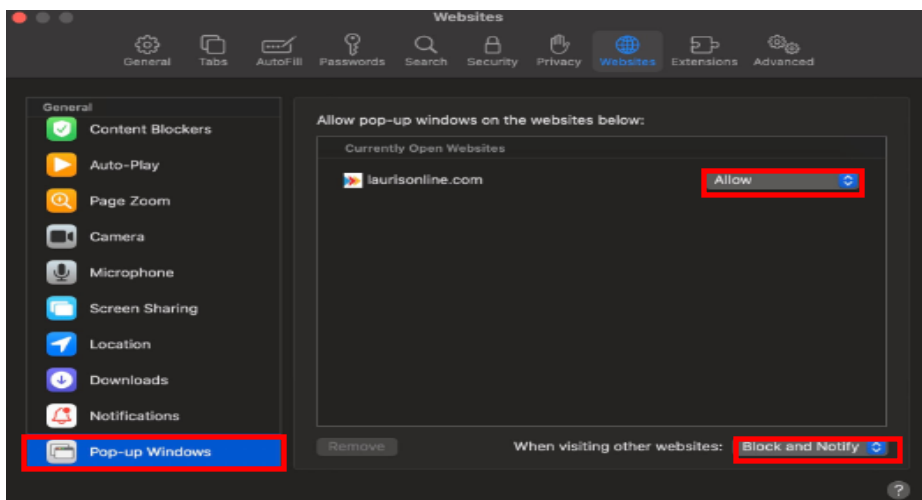 Websites
General
Tabs
AutoFill
Passwords
Search
Security
Privacy
Websites
Extensions
Advanced
General
Content Blockers
Auto-Play
Page Zoom
Camera
Microphone
Screen Sharing
Location
Downloads
Notifications
Pop-up Windows
Allow pop-up windows on the websites below:
Currently Open Websites
laurisonline.com
Allow
Remove
When visiting other websites:
Block and Notify
?